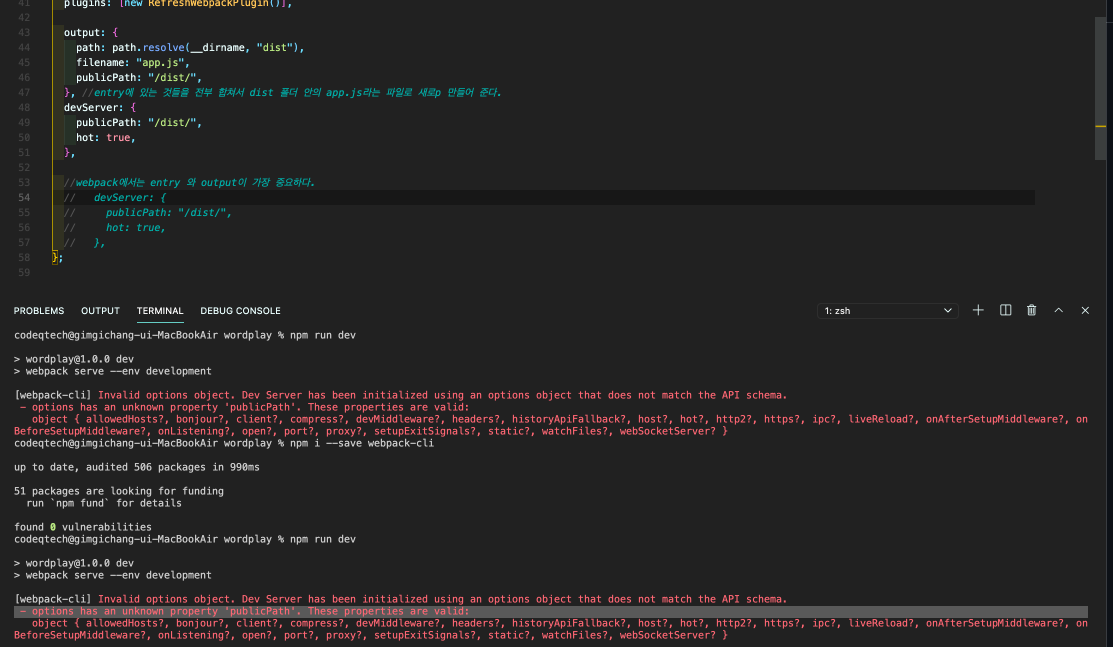 41 plugins: [new RefreshWebpackPlugin()],
42
43 output: {
44 path: path.resolve(__dirname, "dist"),
45 filename: "app.js",
46 publicPath: "/dist/",
47 }, //entry에 있는 것들을 전부 합쳐서 dist 폴더 안의 app.js라는 파일로 새로p 만들어 준다.
48 devServer: {
49 publicPath: "/dist/",
50 hot: true,
51 },
52
53 //webpack에서는 entry 와 output이 가장 중요하다.
54 // devServer: {
55 // publicPath: "/dist/",
56 // hot: true,
57 // },
58 };
59
PROBLEMS OUTPUT TERMINAL DEBUG CONSOLE 1: zsh
codeqtech@gimgichang-ui-MacBookAir wordplay % npm run dev
> wordplay@1.0.0 dev
> webpack serve --env development
[webpack-cli] Invalid options object. Dev Server has been initialized using an options object that does not match the API schema.
- options has an unknown property 'publicPath'. These properties are valid:
object { allowedHosts?, bonjour?, client?, compress?, devMiddleware?, headers?, historyApiFallback?, host?, hot?, http2?, https?, ipc?, liveReload?, onAfterSetupMiddleware?, on
BeforeSetupMiddleware?, onListening?, open?, port?, proxy?, setupExitSignals?, static?, watchFiles?, webSocketServer? }
codeqtech@gimgichang-ui-MacBookAir wordplay % npm i --save webpack-cli
up to date, audited 506 packages in 990ms
51 packages are looking for funding
run `npm fund` for details
found 0 vulnerabilities
codeqtech@gimgichang-ui-MacBookAir wordplay % npm run dev
> wordplay@1.0.0 dev
> webpack serve --env development
[webpack-cli] Invalid options object. Dev Server has been initialized using an options object that does not match the API schema.
- options has an unknown property 'publicPath'. These properties are valid:
object { allowedHosts?, bonjour?, client?, compress?, devMiddleware?, headers?, historyApiFallback?, host?, hot?, http2?, https?, ipc?, liveReload?, onAfterSetupMiddleware?, on
BeforeSetupMiddleware?, onListening?, open?, port?, proxy?, setupExitSignals?, static?, watchFiles?, webSocketServer? }